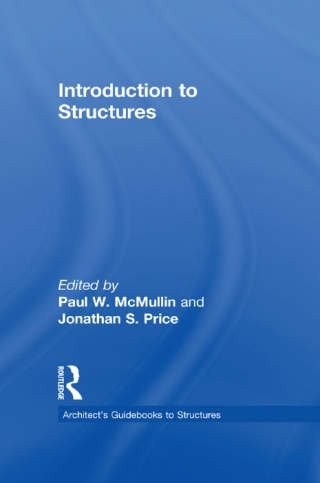 Introduction to
Structures
Edited by
Paul W. McMullin and
Jonathan S. Price
ROUTLEDGE
Architect's Guidebooks to Structures